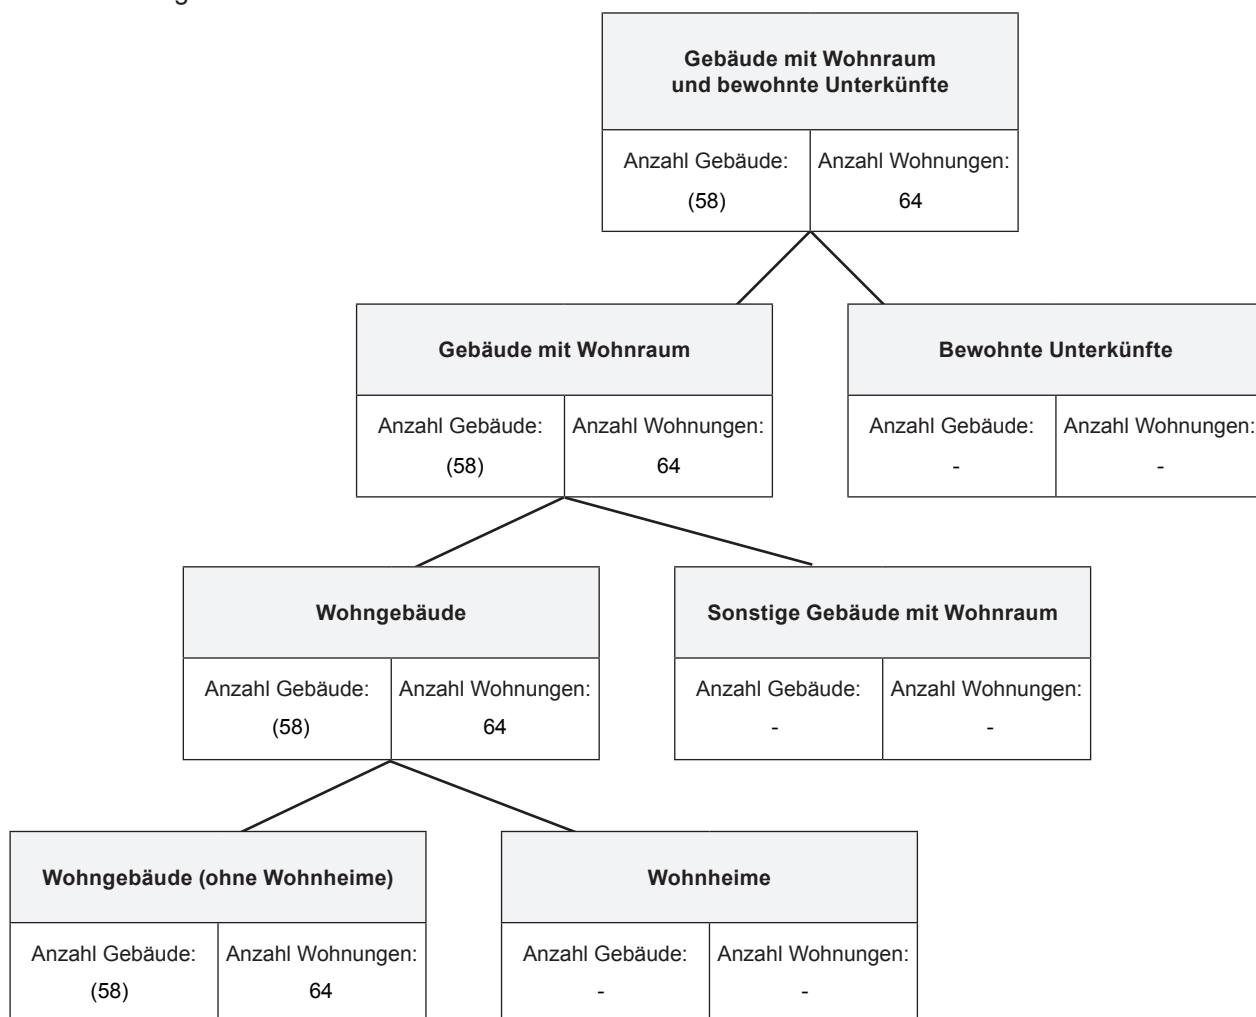 Gebäude mit Wohnraum
und bewohnte Unterkünfte
Anzahl Gebäude: Anzahl Wohnungen:
(58) 64
Gebäude mit Wohnraum Bewohnte Unterkünfte
Anzahl Gebäude: Anzahl Wohnungen: Anzahl Gebäude: Anzahl Wohnungen:
(58) 64 - -
Wohngebäude Sonstige Gebäude mit Wohnraum
Anzahl Gebäude: Anzahl Wohnungen: Anzahl Gebäude: Anzahl Wohnungen:
(58) 64 - -
Wohngebäude (ohne Wohnheime) Wohnheime
Anzahl Gebäude: Anzahl Wohnungen: Anzahl Gebäude: Anzahl Wohnungen:
(58) 64 - -